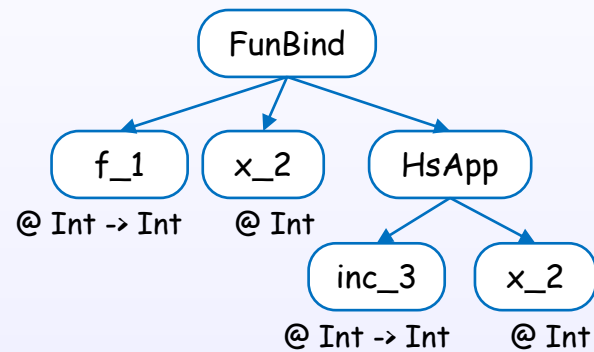 FunBind
f_1 x_2 HsApp
@ Int -> Int @ Int
inc_3 x_2
@ Int -> Int @ Int